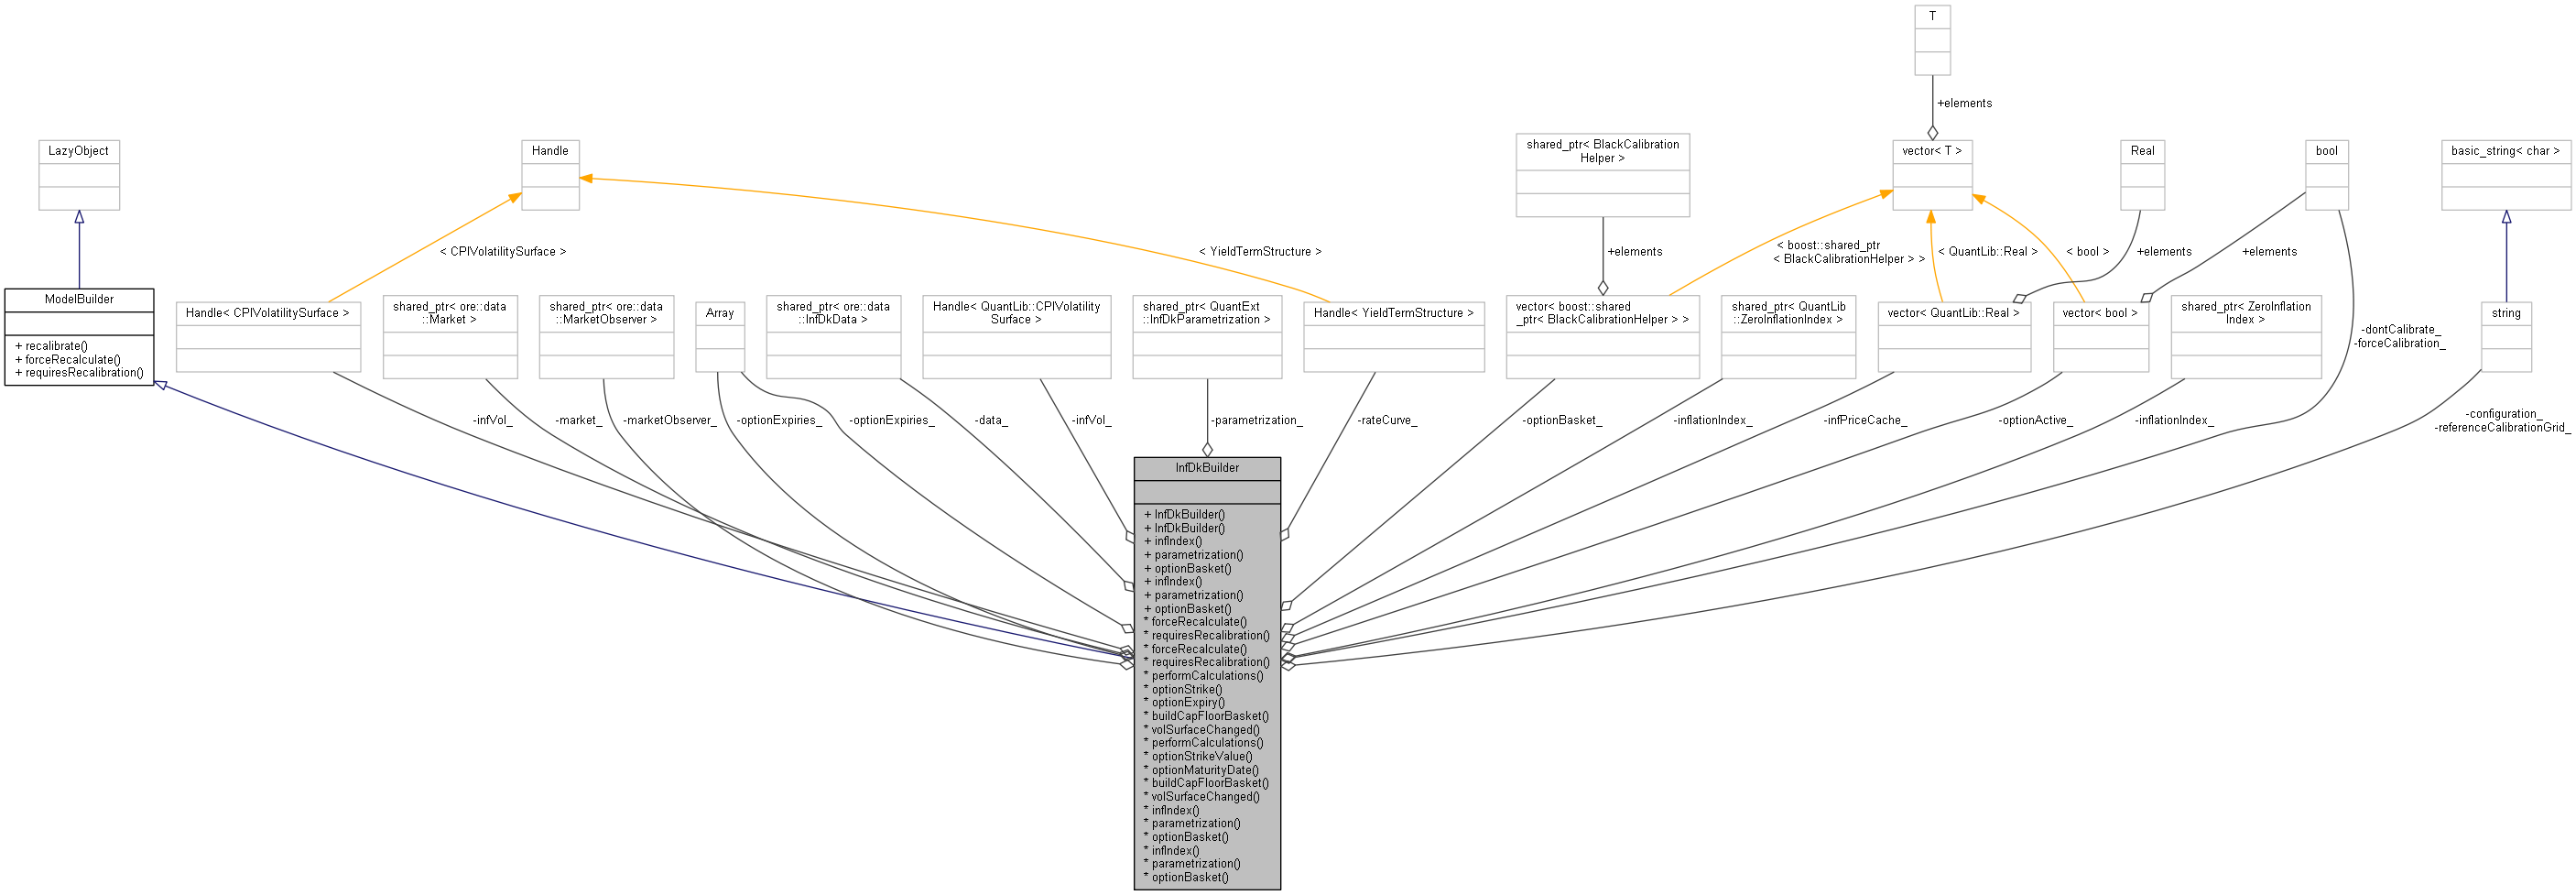 T
+elements
LazyObject
Handle
shared_ptr< BlackCalibration
Helper >
vector< T >
Real
bool
basic_string< char >
< CPIVolatilitySurface >
< YieldTermStructure >
+elements
< boost::shared_ptr
< BlackCalibrationHelper > >
< QuantLib::Real >
< bool >
+elements
+elements
ModelBuilder
+ recalibrate()
+ forceRecalculate()
+ requiresRecalibration()
Handle< CPIVolatilitySurface >
shared_ptr< ore::data
::Market >
shared_ptr< ore::data
::MarketObserver >
Array
shared_ptr< ore::data
::InfDkData >
Handle< QuantLib::CPIVolatility
Surface >
shared_ptr< QuantExt
::InfDkParametrization >
Handle< YieldTermStructure >
vector< boost::shared
_ptr< BlackCalibrationHelper > >
shared_ptr< QuantLib
::ZeroInflationIndex >
vector< QuantLib::Real >
vector< bool >
shared_ptr< ZeroInflation
Index >
string
-dontCalibrate_
-forceCalibration_
-infVol_
-market_
-marketObserver_
-optionExpiries_
-optionExpiries_
-data_
-infVol_
-parametrization_
-rateCurve_
-optionBasket_
-inflationIndex_
-infPriceCache_
-optionActive_
-inflationIndex_
-configuration_
-referenceCalibrationGrid_
InfDkBuilder
+ InfDkBuilder()
+ InfDkBuilder()
+ infIndex()
+ parametrization()
+ optionBasket()
+ infIndex()
+ parametrization()
+ optionBasket()
* forceRecalculate()
* requiresRecalibration()
* forceRecalculate()
* requiresRecalibration()
* performCalculations()
* optionStrike()
* optionExpiry()
* buildCapFloorBasket()
* volSurfaceChanged()
* performCalculations()
* optionStrikeValue()
* optionMaturityDate()
* buildCapFloorBasket()
* volSurfaceChanged()
* infIndex()
* parametrization()
* optionBasket()
* infIndex()
* parametrization()
* optionBasket()